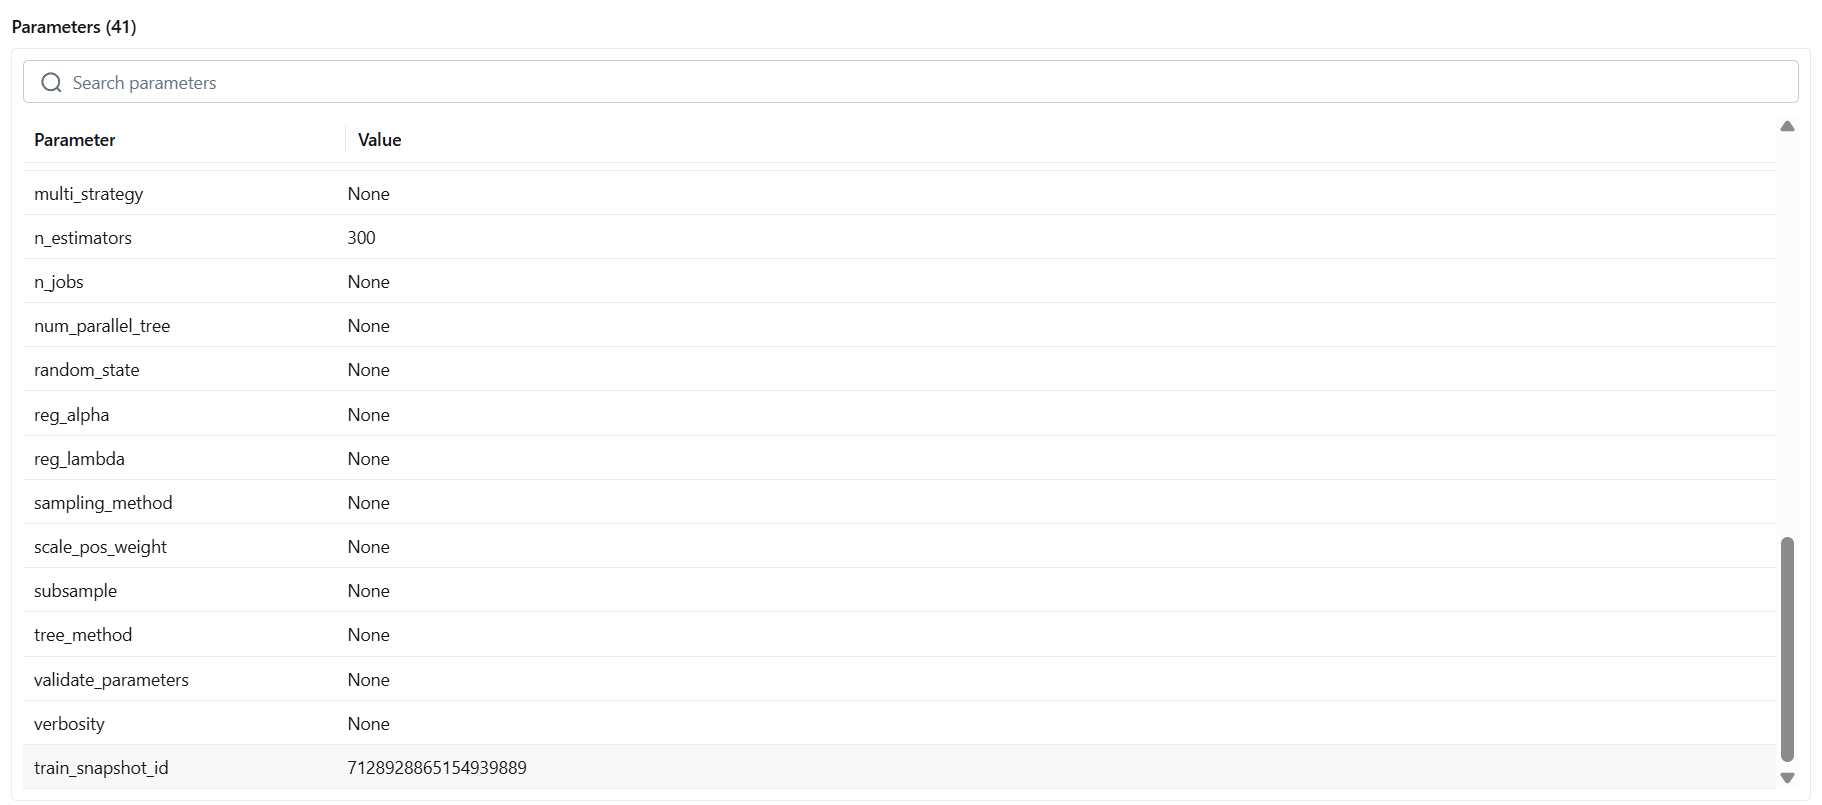 Parameters (41)
Search parameters
Parameter Value
multi_strategy None
n_estimators 300
n_jobs None
num_parallel_tree None
random_state None
reg_alpha None
reg_lambda None
sampling_method None
scale_pos_weight None
subsample None
tree_method None
validate_parameters None
verbosity None
train_snapshot_id 7128928865154939889